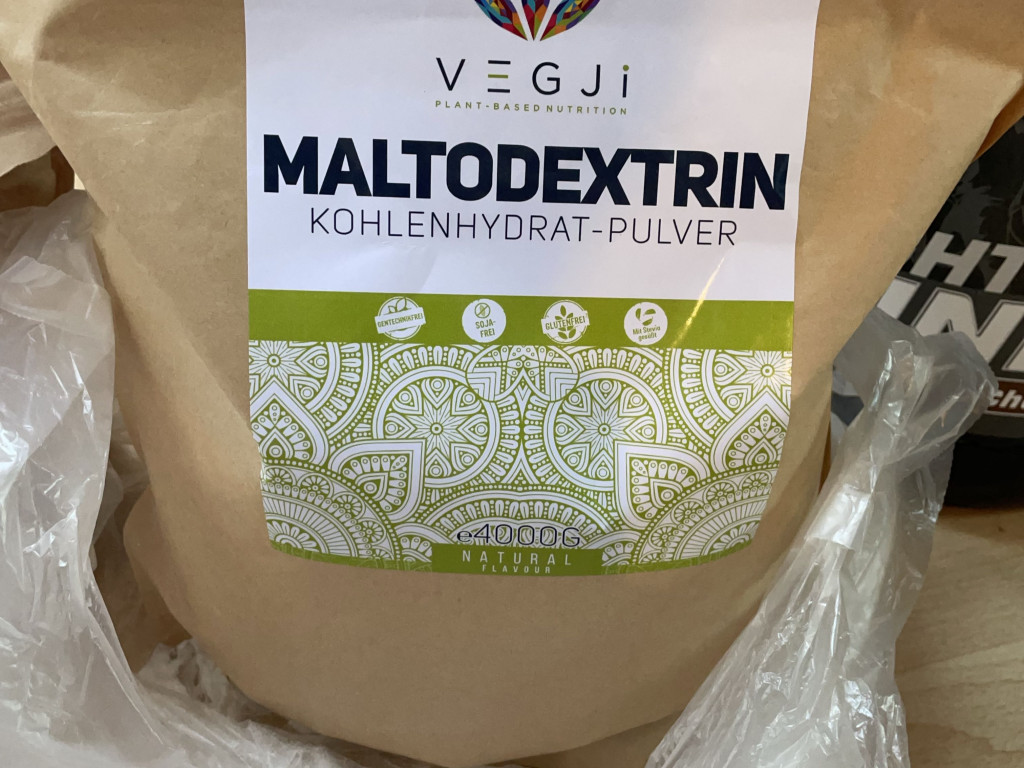 VEGJi
PLANT-BASED NUTRITION
MALTODEXTRIN
KOHLENHYDRAT-PULVER
GENTECHNIKFREI
SOJA-
FREI
GLUTENFREI
Mit Stevia
gesüßt
e4000G
NATURAL
FLAVOUR